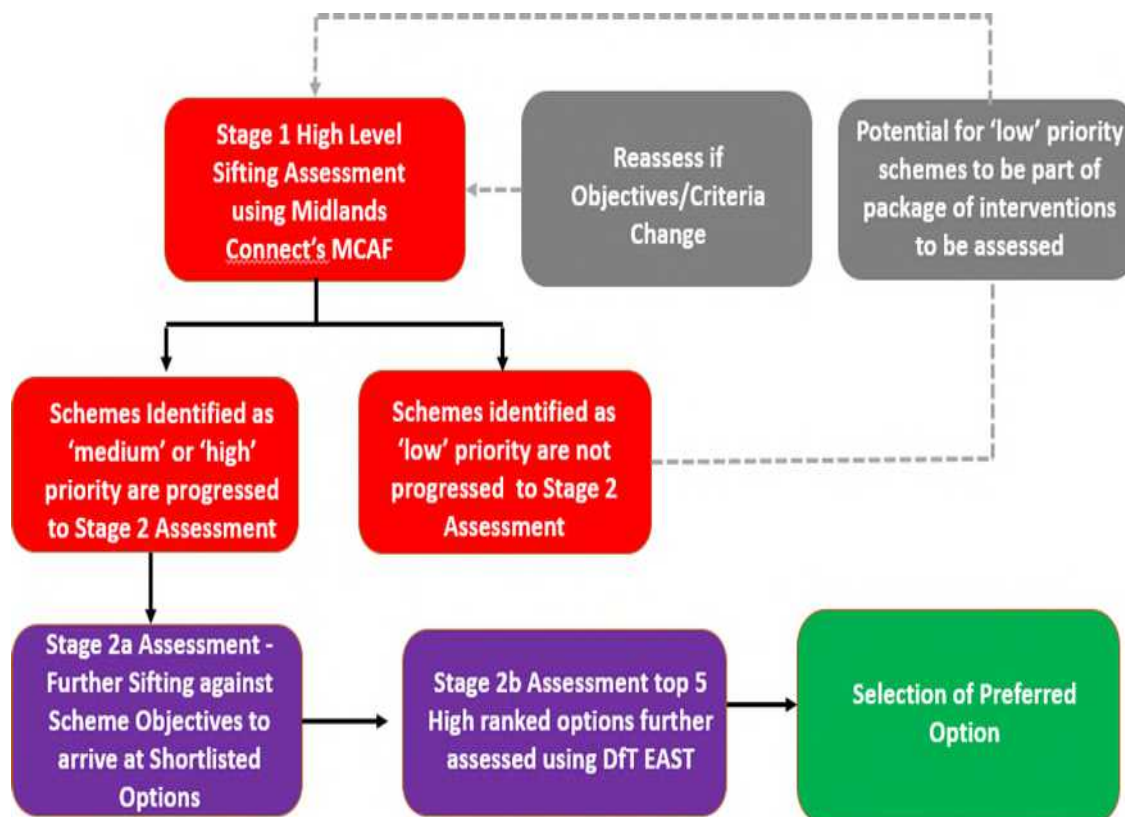 Stage 1 High Level
Sifting Assessment
using Midlands
Connect's MCAF
Reassess if
Objectives/Criteria
Change
Potential for ‘low’ priority
schemes to be part of
package of interventions
to be assessed
Schemes Identified as
‘medium’ or ‘high’
priority are progressed
to Stage 2 Assessment
Schemes identified as
‘low’ priority are not
progressed to Stage 2
Assessment
Stage 2a Assessment -
Further Sifting against
Scheme Objectives to
arrive at Shortlisted
Options
Stage 2b Assessment top 5
High ranked options further
assessed using DfT EAST
Selection of Preferred
Option